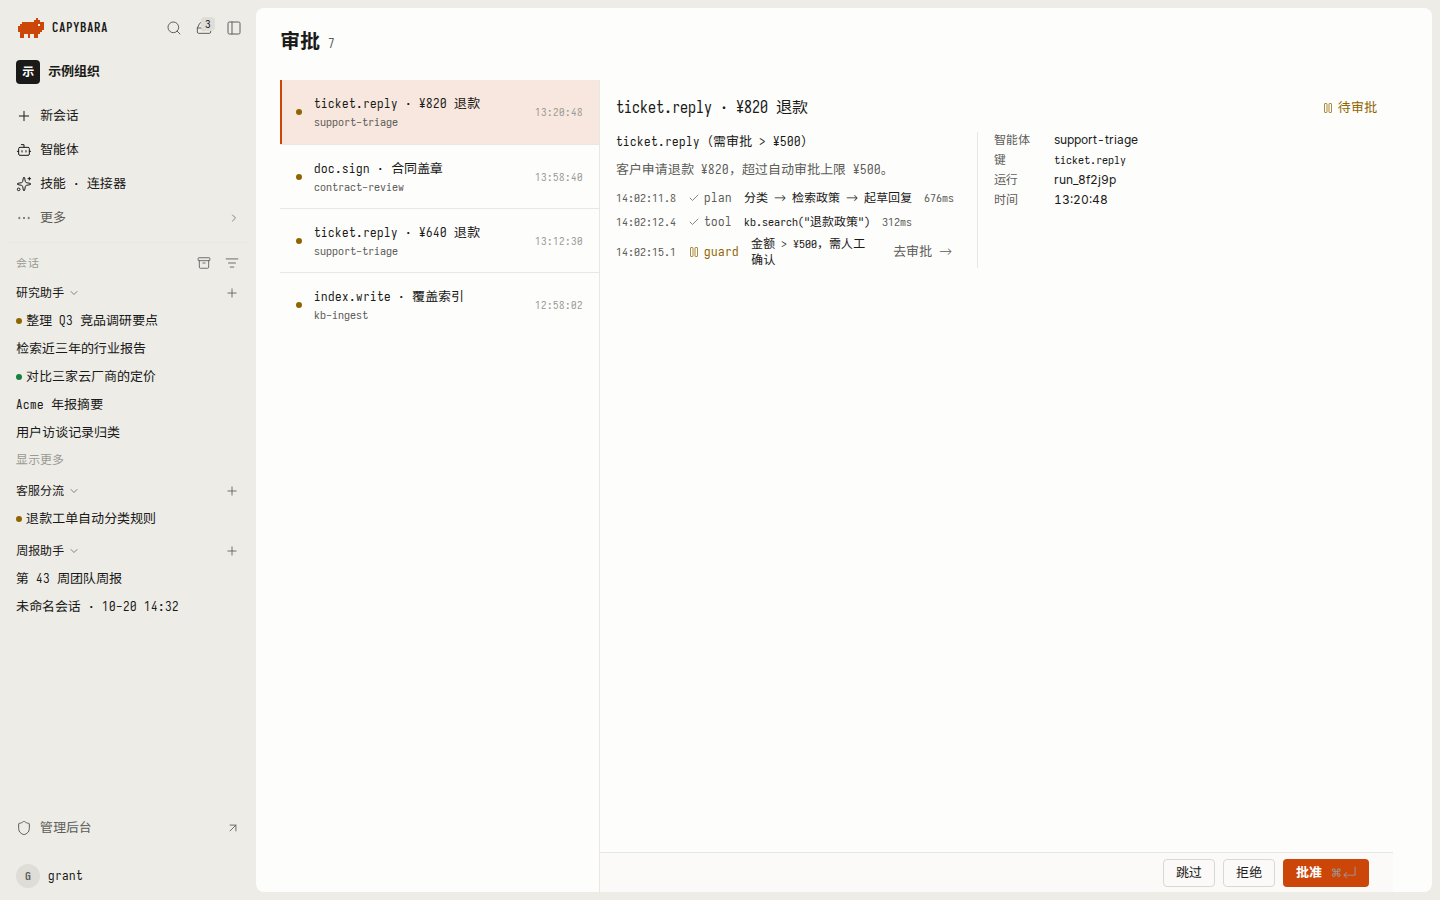 CAPYBARA
3
示 示例组织
新会话
智能体
技能 · 连接器
更多
会话
研究助手
整理 Q3 竞品调研要点
检索近三年的行业报告
对比三家云厂商的定价
Acme 年报摘要
用户访谈记录归类
显示更多
客服分流
退款工单自动分类规则
周报助手
第 43 周团队周报
未命名会话 · 10-20 14:32
管理后台
G grant
审批 7
ticket.reply · ¥820 退款
support-triage
13:20:48
doc.sign · 合同盖章
contract-review
13:58:40
ticket.reply · ¥640 退款
support-triage
13:12:30
index.write · 覆盖索引
kb-ingest
12:58:02
ticket.reply · ¥820 退款
待审批
ticket.reply（需审批 > ¥500）
客户申请退款 ¥820，超过自动审批上限 ¥500。
14:02:11.8 plan 分类 → 检索政策 → 起草回复 676ms
14:02:12.4 tool kb.search("退款政策") 312ms
14:02:15.1 guard 金额 > ¥500，需人工确认 去审批 →
智能体 support-triage
键 ticket.reply
运行 run_8f2j9p
时间 13:20:48
跳过
拒绝
批准 ⌘↵